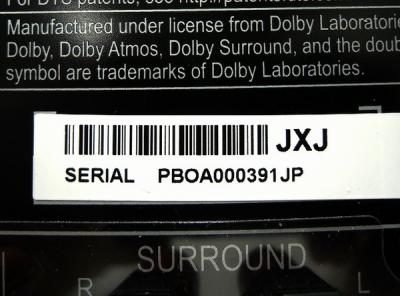 Manufactured under license from Dolby Laboratories
Dolby, Dolby Atmos, Dolby Surround, and the
symbol are trademarks of Dolby Laboratories.
JXJ
SERIAL PBOA000391JP
SURROUND
R L